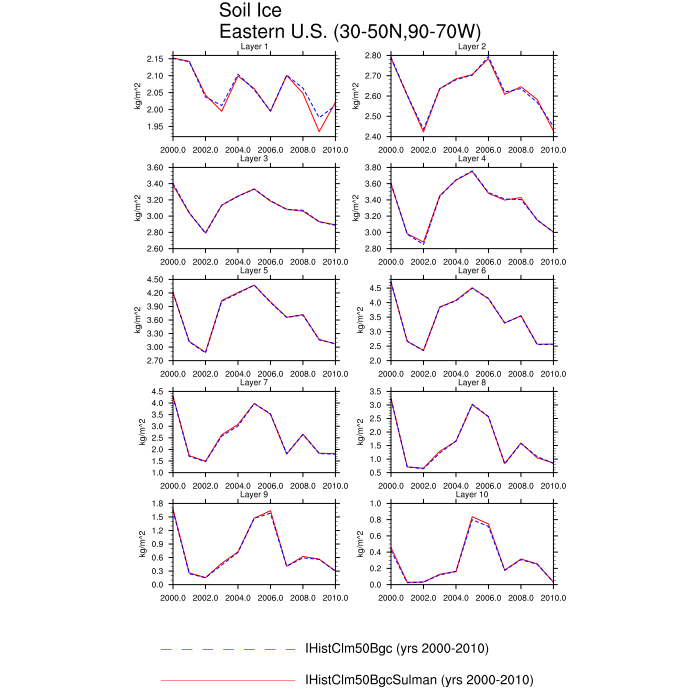 Soil Ice
Eastern U.S. (30-50N,90-70W)
Layer 1
kg/m^2
2.15
2.10
2.05
2.00
1.95
2000.0 2002.0 2004.0 2006.0 2008.0 2010.0
Layer 2
kg/m^2
2.80
2.70
2.60
2.50
2.40
2000.0 2002.0 2004.0 2006.0 2008.0 2010.0
Layer 3
kg/m^2
3.60
3.40
3.20
3.00
2.80
2.60
2000.0 2002.0 2004.0 2006.0 2008.0 2010.0
Layer 4
kg/m^2
3.80
3.60
3.40
3.20
3.00
2.80
2000.0 2002.0 2004.0 2006.0 2008.0 2010.0
Layer 5
kg/m^2
4.50
4.20
3.90
3.60
3.30
3.00
2.70
2000.0 2002.0 2004.0 2006.0 2008.0 2010.0
Layer 6
kg/m^2
4.5
4.0
3.5
3.0
2.5
2.0
2000.0 2002.0 2004.0 2006.0 2008.0 2010.0
Layer 7
kg/m^2
4.5
4.0
3.5
3.0
2.5
2.0
1.5
1.0
2000.0 2002.0 2004.0 2006.0 2008.0 2010.0
Layer 8
kg/m^2
3.5
3.0
2.5
2.0
1.5
1.0
0.5
2000.0 2002.0 2004.0 2006.0 2008.0 2010.0
Layer 9
kg/m^2
1.8
1.5
1.2
0.9
0.6
0.3
0.0
2000.0 2002.0 2004.0 2006.0 2008.0 2010.0
Layer 10
kg/m^2
1.0
0.8
0.6
0.4
0.2
0.0
2000.0 2002.0 2004.0 2006.0 2008.0 2010.0
IHistClm50Bgc (yrs 2000-2010)
IHistClm50BgcSulman (yrs 2000-2010)